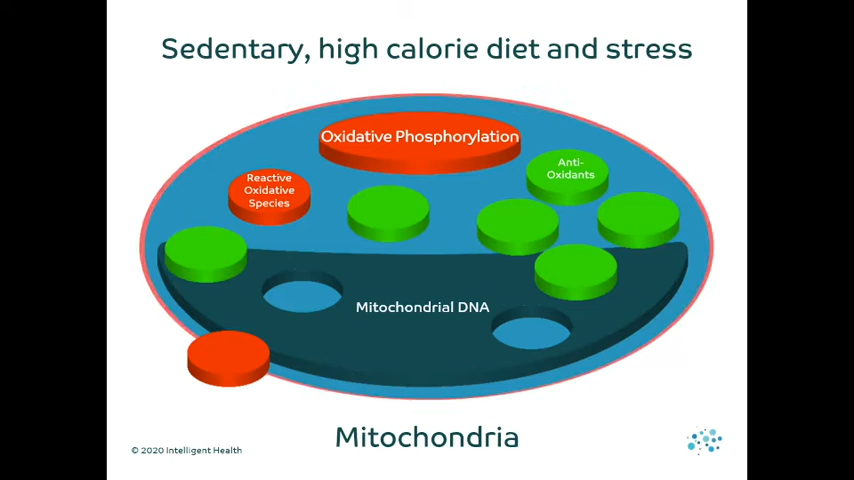 Sedentary, high calorie diet and stress
Oxidative Phosphorylation
Anti-
Oxidants
Reactive
Oxidative
Species
Mitochondrial DNA
Mitochondria
© 2020 Intelligent Health